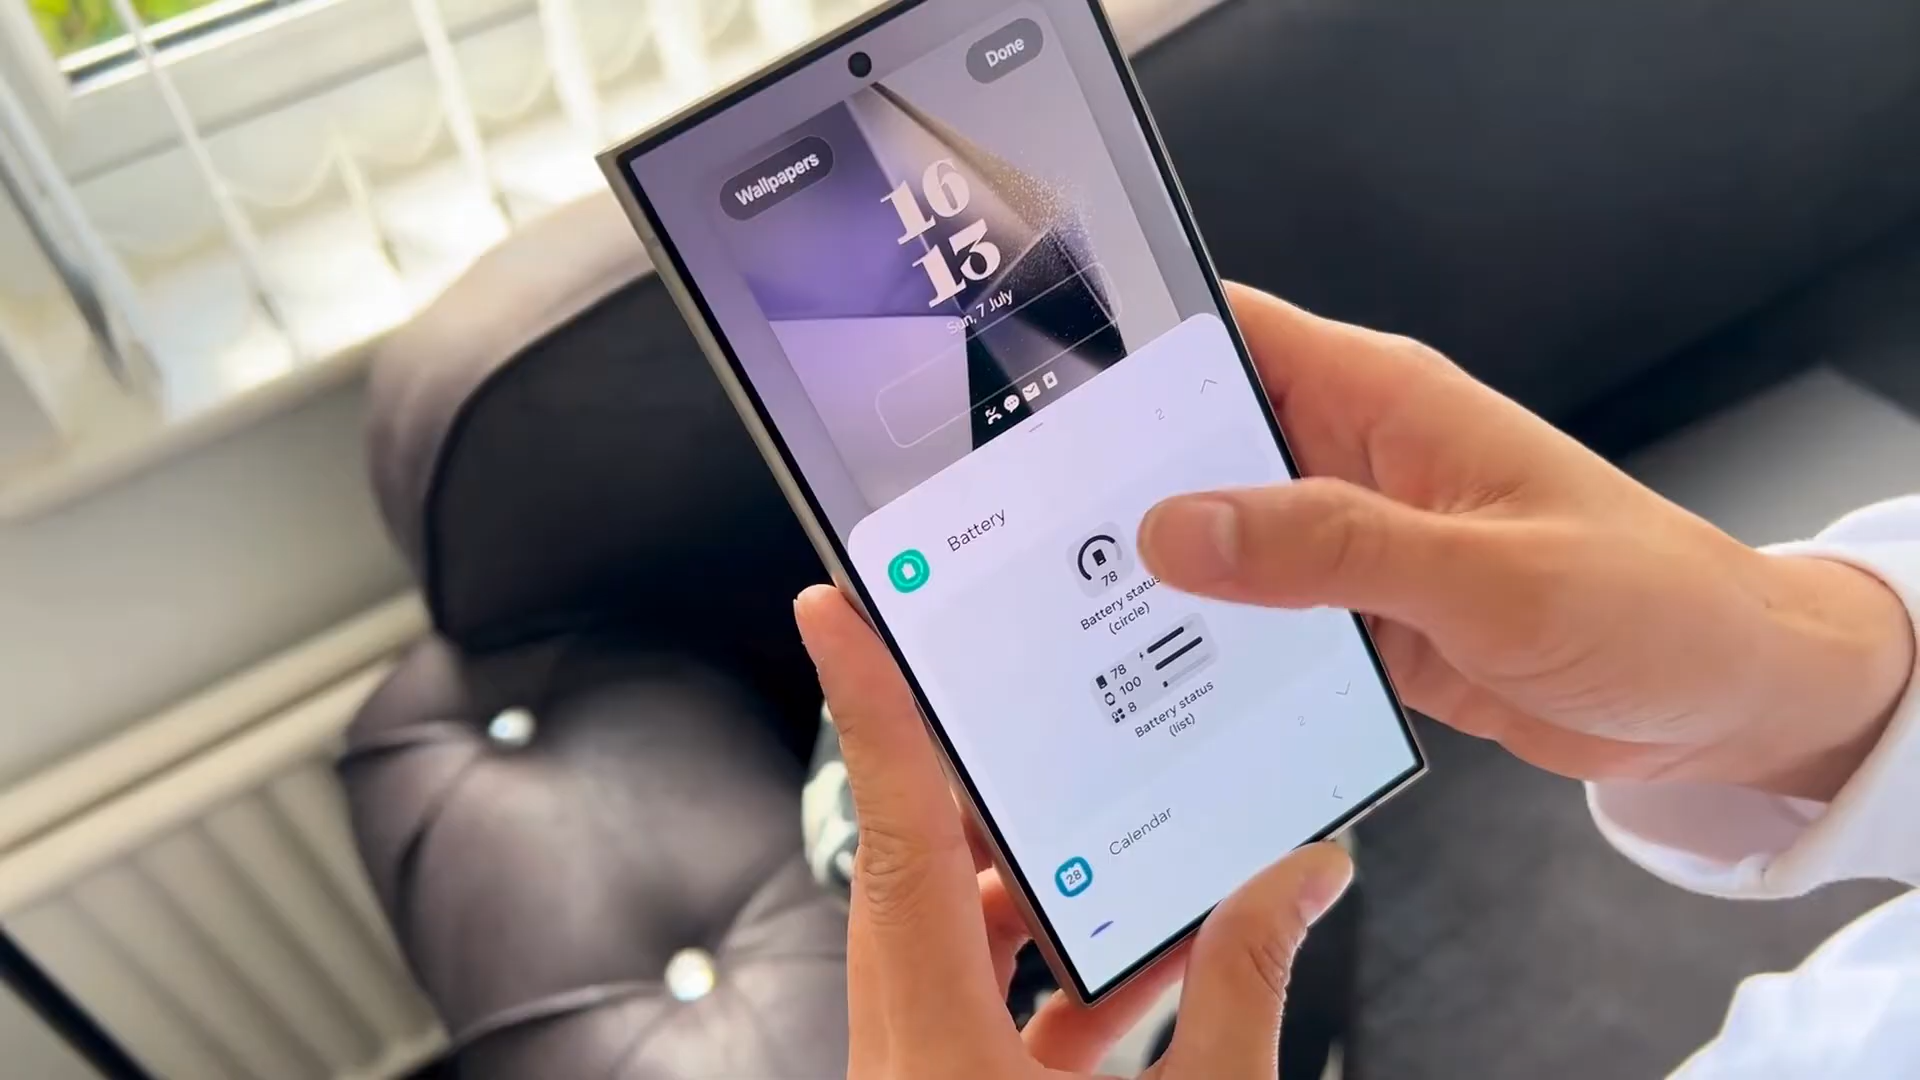 Done
Wallpapers
16
13
Sun, 7 July
2
Battery
78
Battery status
(circle)
78
100
8
Battery status
(list)
2
Calendar
28